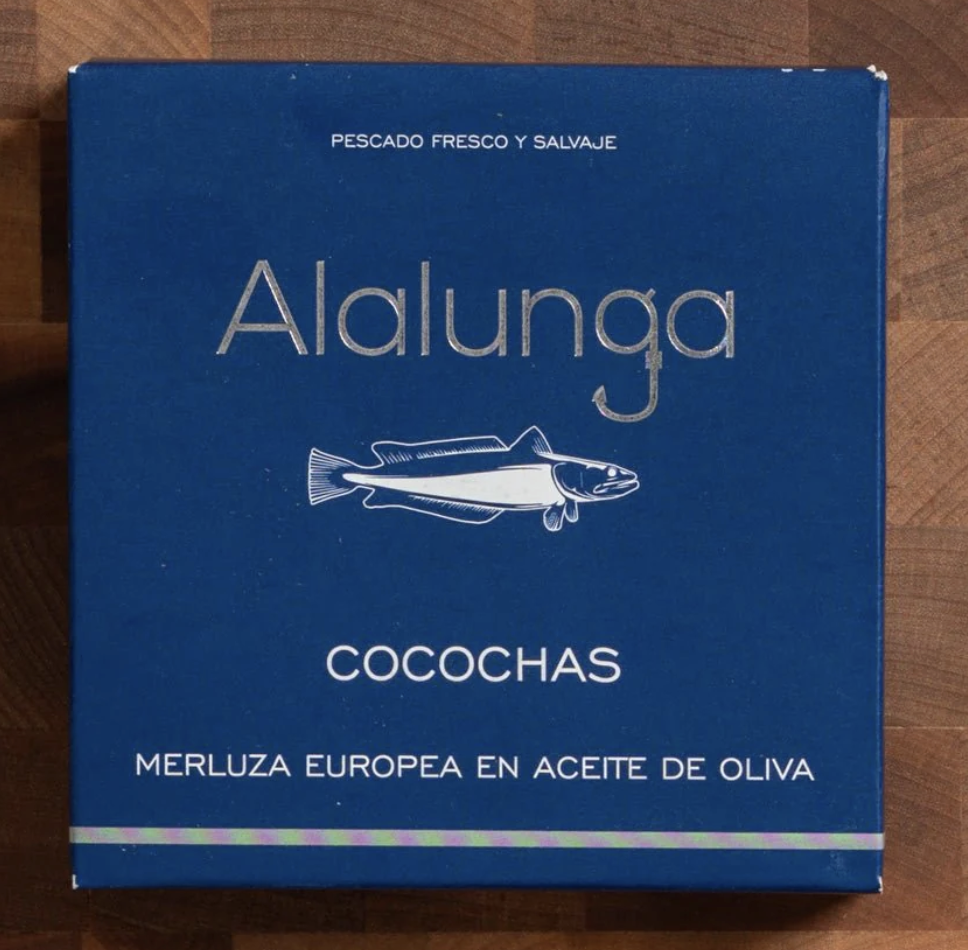 PESCADO FRESCO Y SALVAJE
Alalunga
COCOCHAS
MERLUZA EUROPEA EN ACEITE DE OLIVA